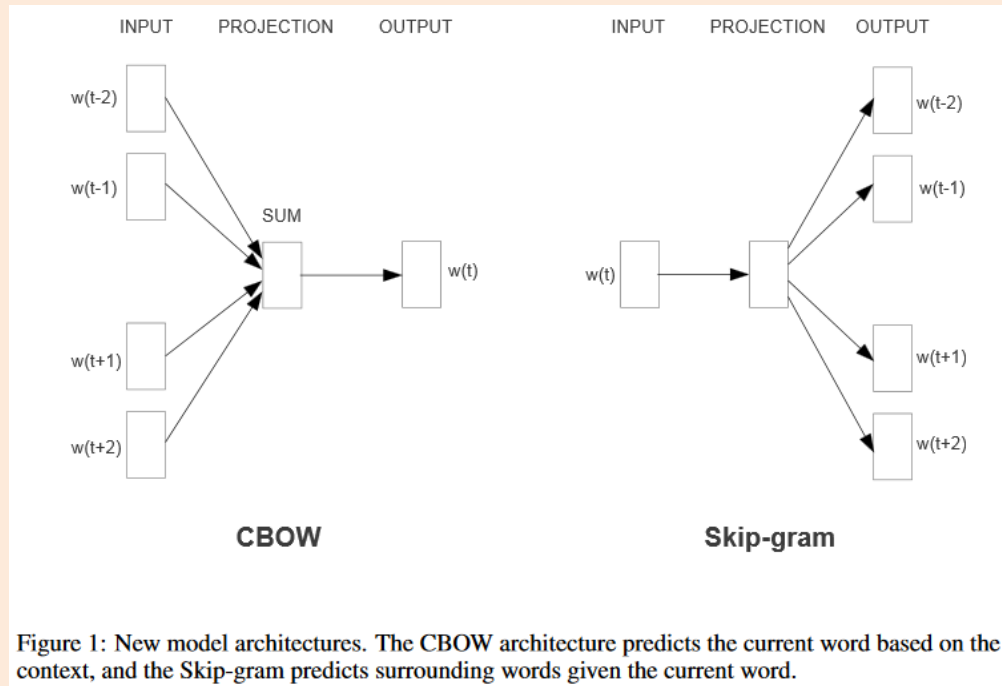 INPUT PROJECTION OUTPUT
w(t-2)
w(t-1)
SUM
w(t)
w(t+1)
w(t+2)
CBOW
INPUT PROJECTION OUTPUT
w(t-2)
w(t-1)
w(t)
w(t+1)
w(t+2)
Skip-gram
Figure 1: New model architectures. The CBOW architecture predicts the current word based on the
context, and the Skip-gram predicts surrounding words given the current word.